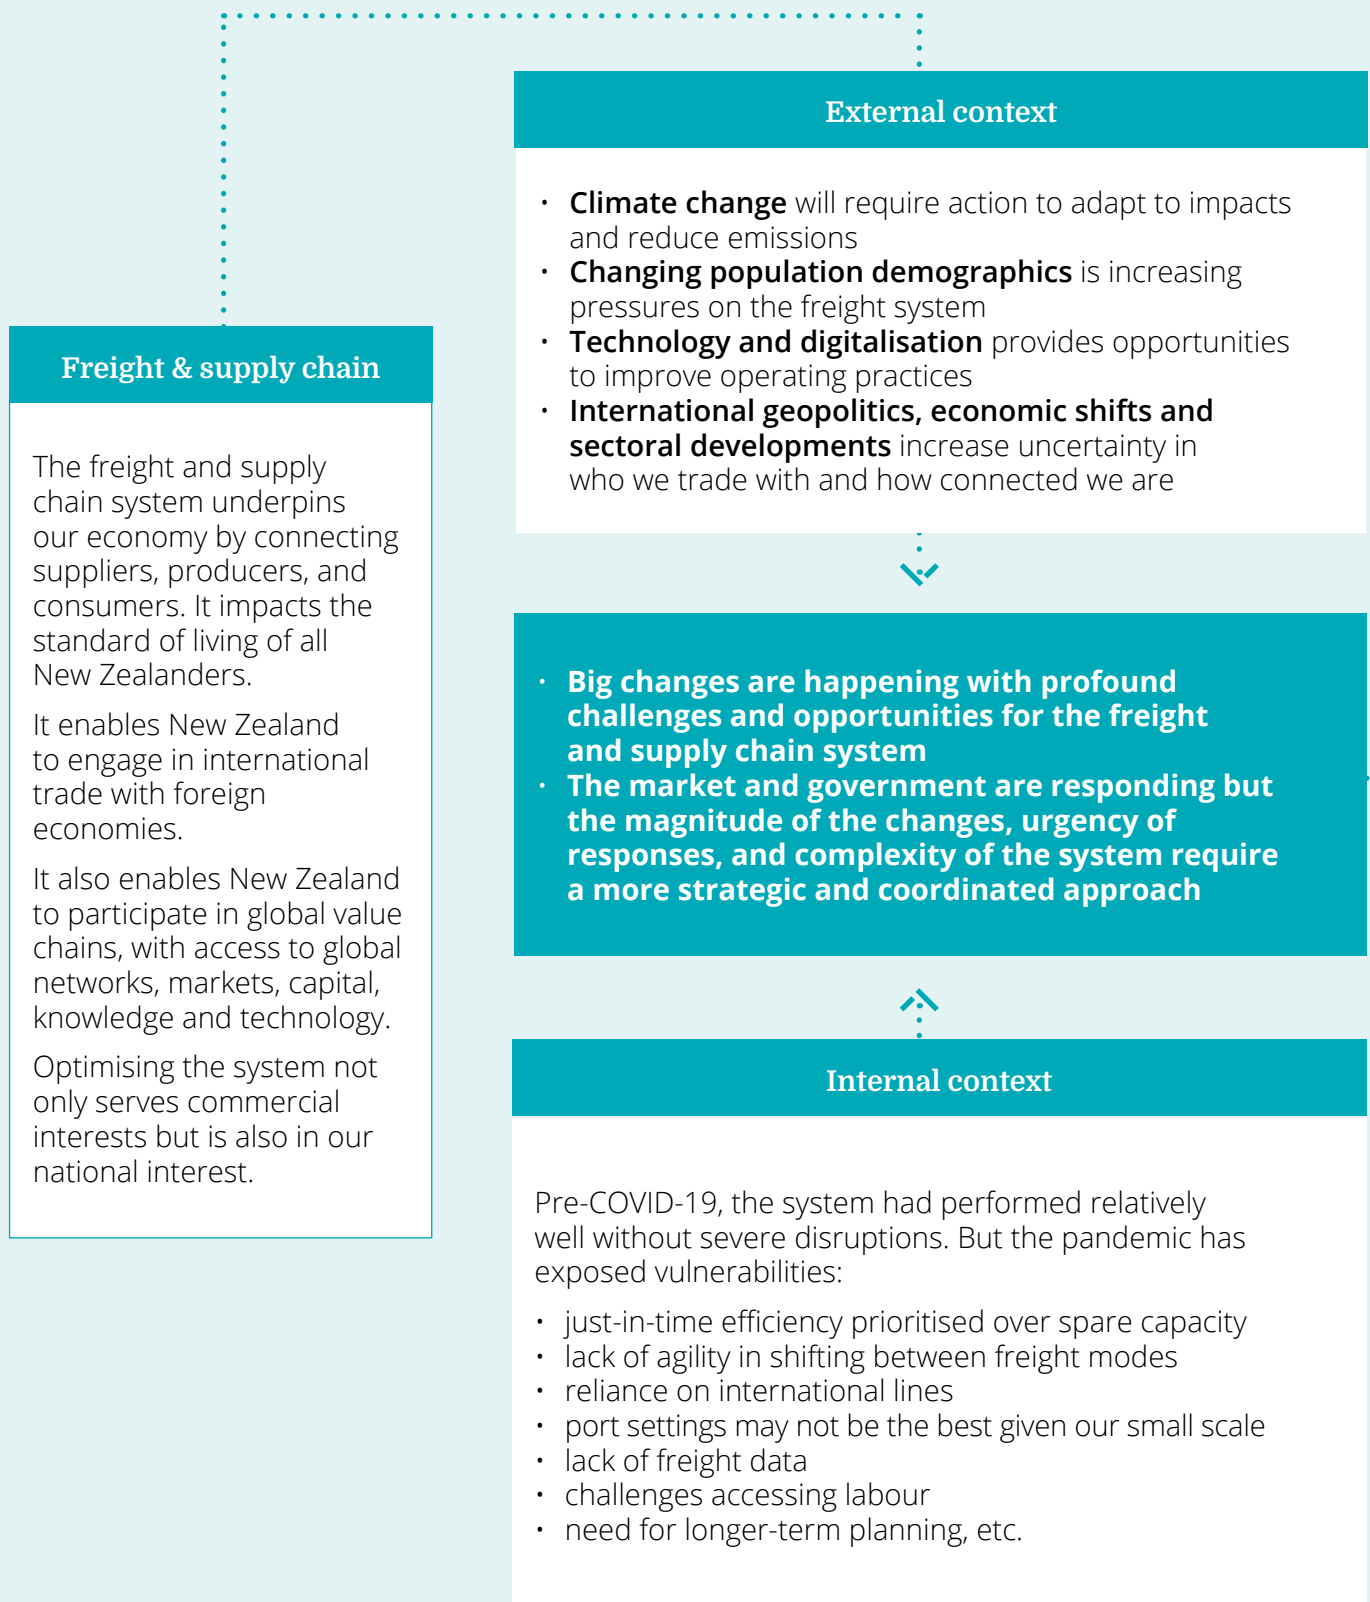 Freight & supply chain
The freight and supply
chain system underpins
our economy by connecting
suppliers, producers, and
consumers. It impacts the
standard of living of all
New Zealanders.
It enables New Zealand
to engage in international
trade with foreign
economies.
It also enables New Zealand
to participate in global value
chains, with access to global
networks, markets, capital,
knowledge and technology.
Optimising the system not
only serves commercial
interests but is also in our
national interest.
External context
• Climate change will require action to adapt to impacts
and reduce emissions
• Changing population demographics is increasing
pressures on the freight system
• Technology and digitalisation provides opportunities
to improve operating practices
• International geopolitics, economic shifts and
sectoral developments increase uncertainty in
who we trade with and how connected we are
• Big changes are happening with profound
challenges and opportunities for the freight
and supply chain system
• The market and government are responding but
the magnitude of the changes, urgency of
responses, and complexity of the system require
a more strategic and coordinated approach
Internal context
Pre-COVID-19, the system had performed relatively
well without severe disruptions. But the pandemic has
exposed vulnerabilities:
• just-in-time efficiency prioritised over spare capacity
• lack of agility in shifting between freight modes
• reliance on international lines
• port settings may not be the best given our small scale
• lack of freight data
• challenges accessing labour
• need for longer-term planning, etc.